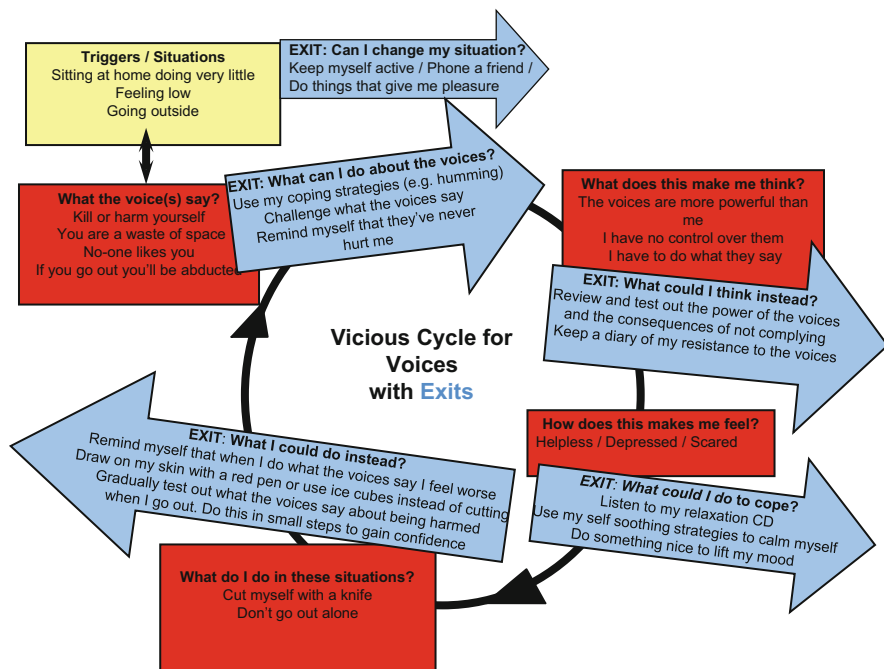 Triggers / Situations
Sitting at home doing very little
Feeling low
Going outside
EXIT: Can I change my situation?
Keep myself active / Phone a friend /
Do things that give me pleasure
What the voice(s) say?
Kill or harm yourself
You are a waste of space
No-one likes you
If you go out you'll be abducted
EXIT: What can I do about the voices?
Use my coping strategies (e.g. humming)
Challenge what the voices say
Remind myself that they've never
hurt me
What does this make me think?
The voices are more powerful than
me
I have no control over them
I have to do what they say
EXIT: What could I think instead?
Review and test out the power of the voices
and the consequences of not complying
Keep a diary of my resistance to the voices
Vicious Cycle for
Voices
with Exits
How does this makes me feel?
Helpless / Depressed / Scared
EXIT: What could I do to cope?
Listen to my relaxation CD
Use my self soothing strategies to calm myself
Do something nice to lift my mood
EXIT: What I could do instead?
Remind myself that when I do what the voices say I feel worse
Draw on my skin with a red pen or use ice cubes instead of cutting
Gradually test out what the voices say about being harmed
when I go out. Do this in small steps to gain confidence
What do I do in these situations?
Cut myself with a knife
Don't go out alone